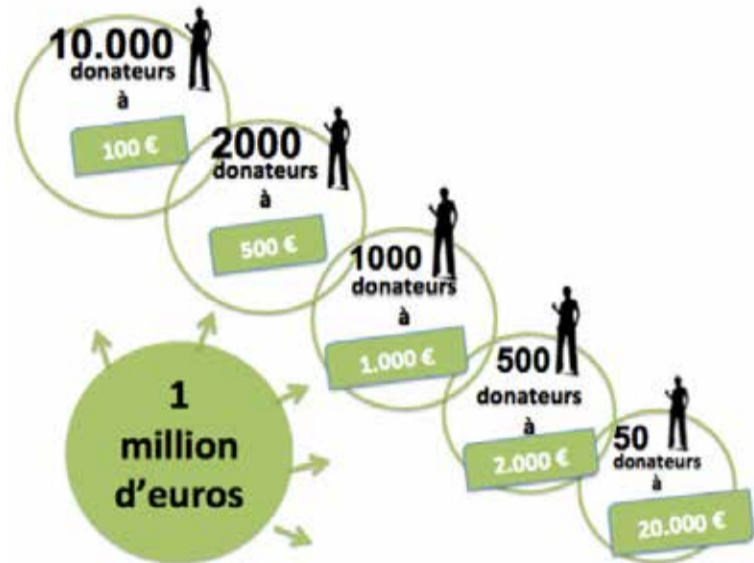 10.000
donateurs
à
100 €
2000
donateurs
à
500 €
1000
donateurs
à
1.000 €
500
donateurs
à
2.000 €
50
donateurs
à
20.000 €
1
million
d'euros